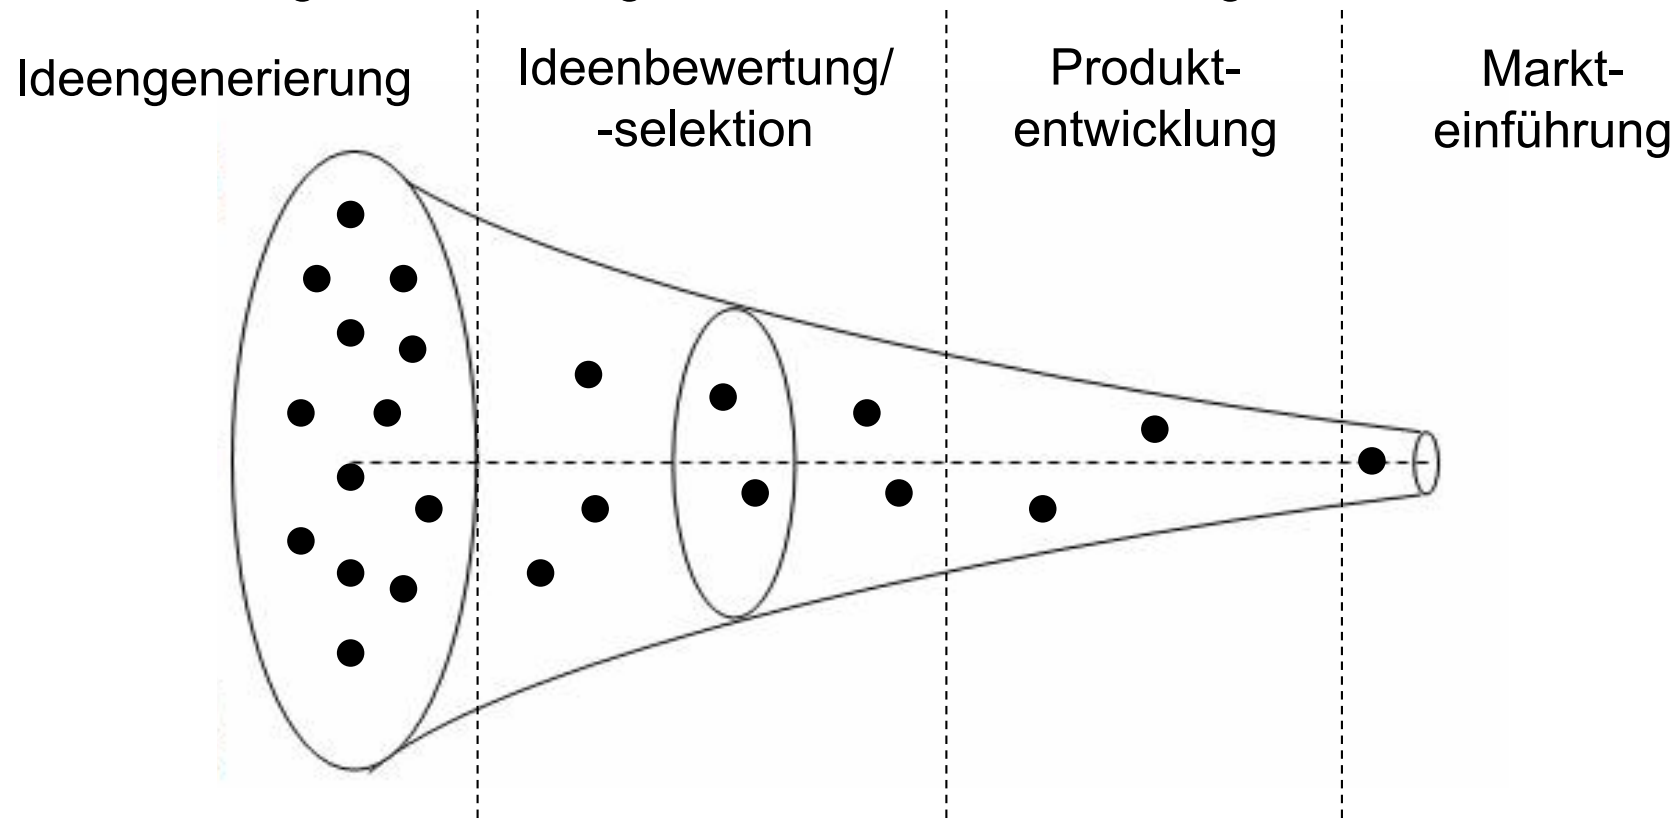 Ideengenerierung
Ideenbewertung/
-selektion
Produkt-
entwicklung
Markt-
einführung